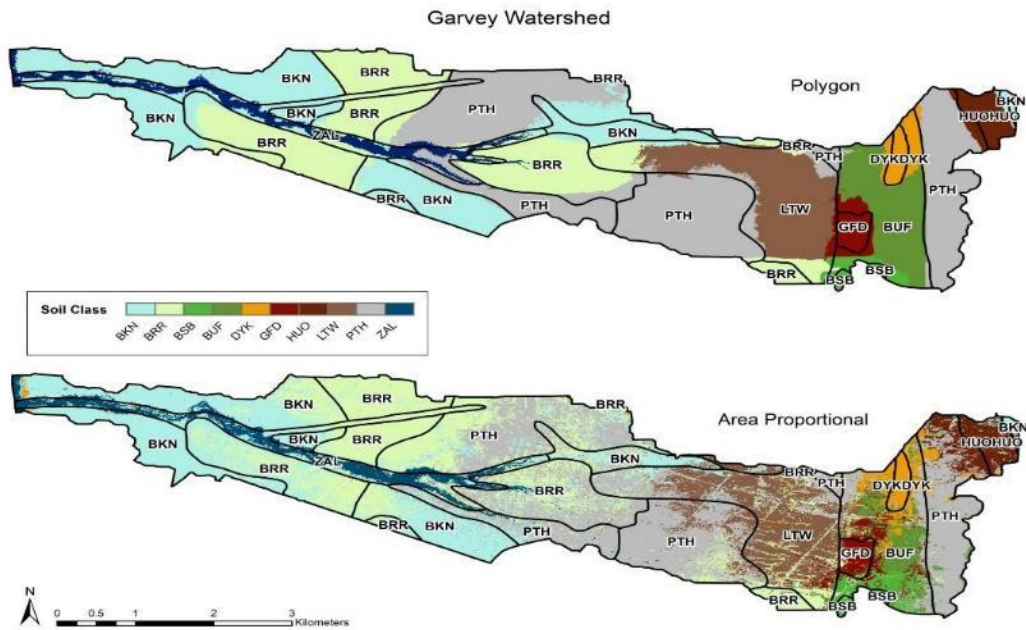 Garvey Watershed
Polygon
BKN
BRR
BRR
PTH
BKN
HUOHUO
BKN
BKN
BRR
ZAL
BRR
BKN
BRR
BRR
PTH
DYKDYK
PTH
BRR
BKN
PTH
PTH
LTW
GFD
BUF
BRR
BSB
BSB
Soil Class
BKN
BRR
BSB
BUF
DYK
GFD
HUO
LTW
PTH
ZAL
Area Proportional
BKN
BRR
BRR
PTH
BKN
HUOHUO
BKN
BKN
BRR
ZAL
BRR
BKN
BRR
BRR
PTH
DYKDYK
PTH
BRR
BKN
PTH
PTH
LTW
GFD
BUF
BRR
BSB
BSB
N
0 0.5 1 2 3
Kilometers